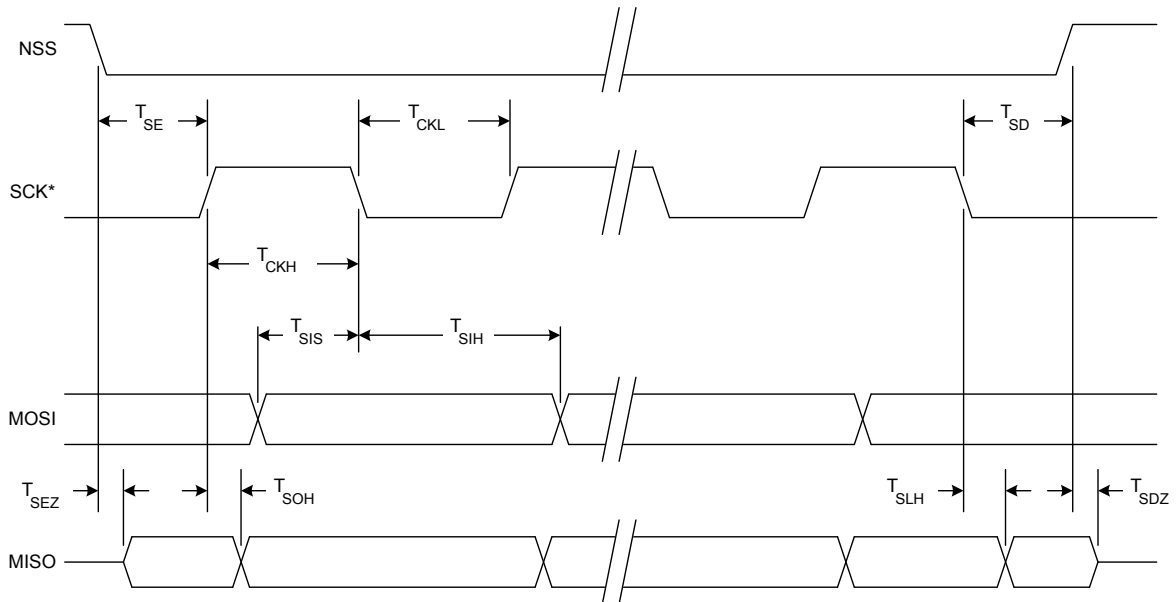 NSS
T_SE
T_CKL
T_SD
SCK*
T_CKH
T_SIS
T_SIH
MOSI
T_SEZ
T_SOH
T_SLH
T_SDZ
MISO